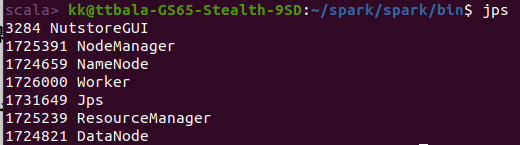 scala> kk@ttbala-GS65-Stealth-9SD:~/spark/spark/bin$ jps
3284 NutstoreGUI
1725391 NodeManager
1724659 NameNode
1726000 Worker
1731649 Jps
1725239 ResourceManager
1724821 DataNode